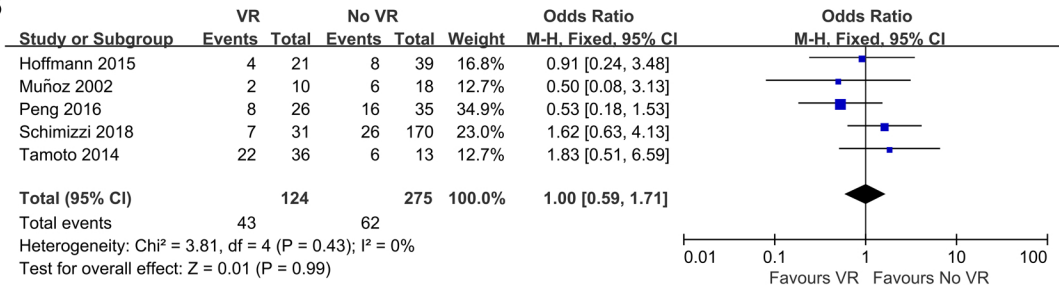 VR No VR Odds Ratio Odds Ratio
Study or Subgroup Events Total Events Total Weight M-H, Fixed, 95% CI M-H, Fixed, 95% CI
Hoffmann 2015 4 21 8 39 16.8% 0.91 [0.24, 3.48]
Muñoz 2002 2 10 6 18 12.7% 0.50 [0.08, 3.13]
Peng 2016 8 26 16 35 34.9% 0.53 [0.18, 1.53]
Schimizzi 2018 7 31 26 170 23.0% 1.62 [0.63, 4.13]
Tamoto 2014 22 36 6 13 12.7% 1.83 [0.51, 6.59]
Total (95% CI) 124 275 100.0% 1.00 [0.59, 1.71]
Total events 43 62
Heterogeneity: Chi² = 3.81, df = 4 (P = 0.43); I² = 0%
Test for overall effect: Z = 0.01 (P = 0.99)
0.01 0.1 1 10 100
Favours VR Favours No VR